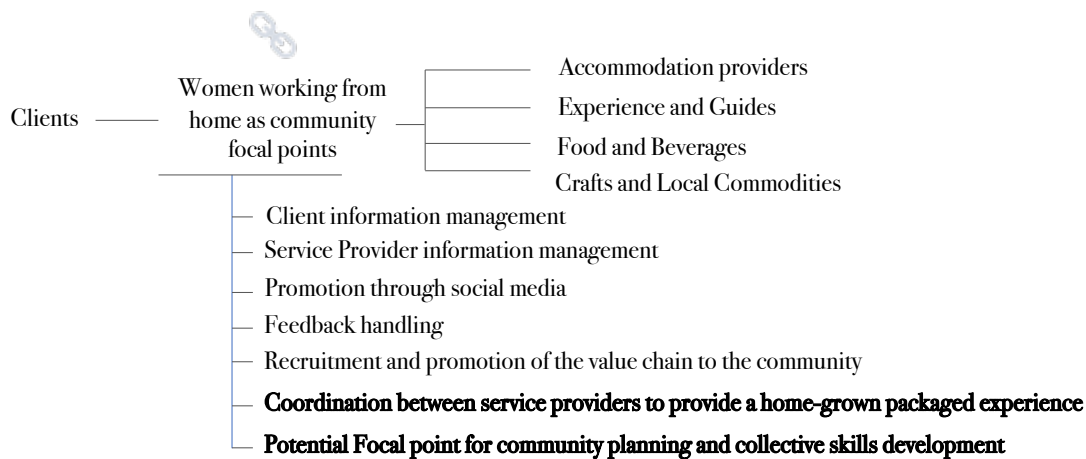 Clients
Women working from
home as community
focal points
Accommodation providers
Experience and Guides
Food and Beverages
Crafts and Local Commodities
Client information management
Service Provider information management
Promotion through social media
Feedback handling
Recruitment and promotion of the value chain to the community
Coordination between service providers to provide a home-grown packaged experience
Potential Focal point for community planning and collective skills development